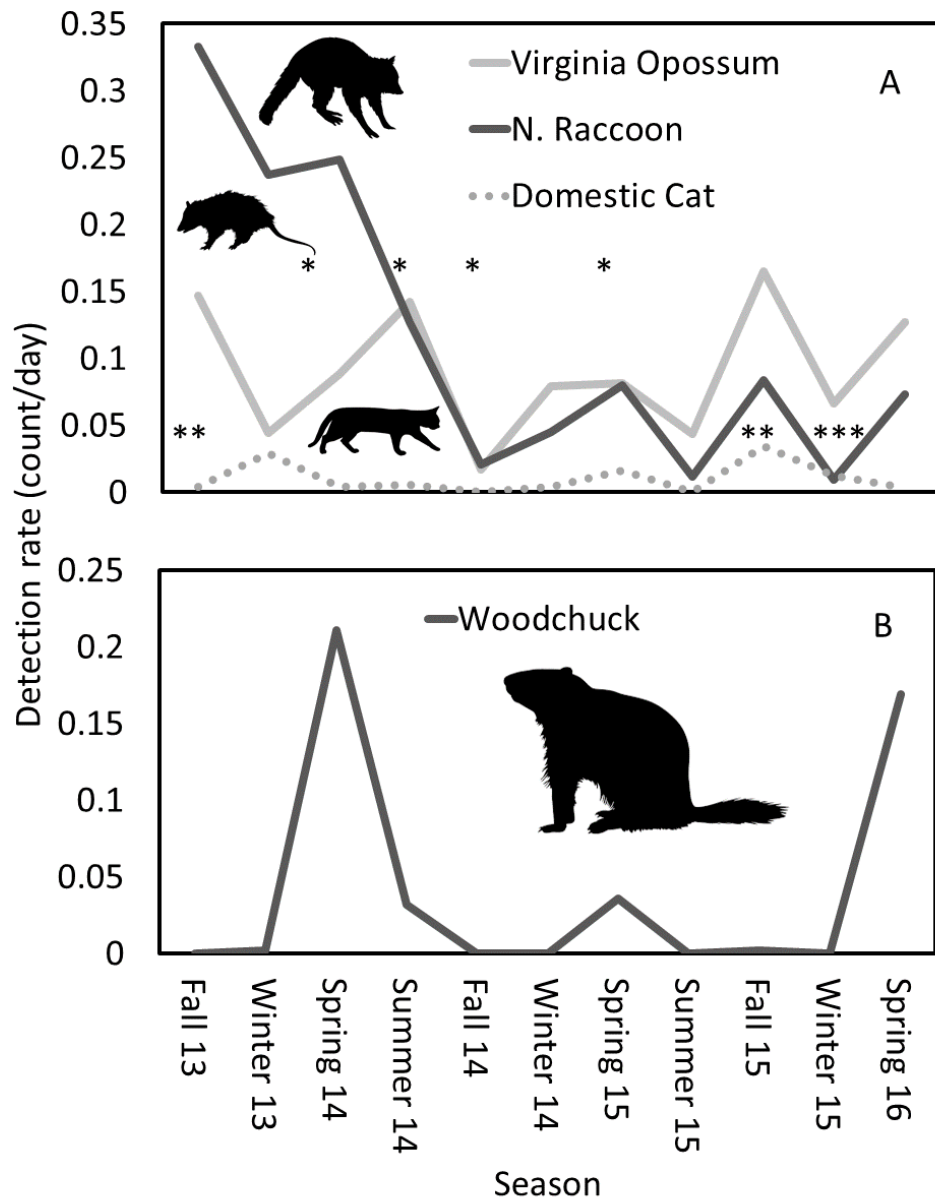 0.35
0.3
0.25
0.2
0.15
0.1
0.05
0
Virginia Opossum
N. Raccoon
Domestic Cat
A
* * * *
** ** ***
Detection rate (count/day)
0.25
0.2
0.15
0.1
0.05
0
Woodchuck
B
Fall 13
Winter 13
Spring 14
Summer 14
Fall 14
Winter 14
Spring 15
Summer 15
Fall 15
Winter 15
Spring 16
Season